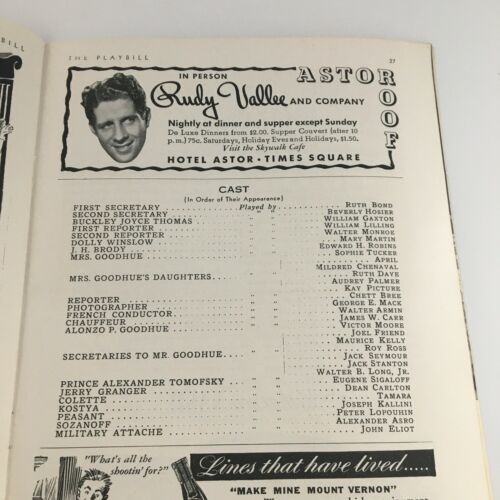 BILL
THE PLAYBILL
27
IN PERSON
Rudy Vallee AND COMPANY
ASTOR ROOF
Nightly at dinner and supper except Sunday
De Luxe Dinners from $2.00. Supper Couvert (after 10
p.m.) 75c. Saturdays, Holiday Eves and Holidays, $1.50.
Visit the Skywalk Cafe
HOTEL ASTOR • TIMES SQUARE
CAST
(In Order of Their Appearance)
FIRST SECRETARY Played by RUTH BOND
SECOND SECRETARY " " BEVERLY HOSIER
BUCKLEY JOYCE THOMAS " " WILLIAM GAXTON
FIRST REPORTER " " WILLIAM LILLING
SECOND REPORTER " " WALTER MONROE
DOLLY WINSLOW " " MARY MARTIN
J. H. BRODY " " EDWARD H. ROBINS
MRS. GOODHUE " " SOPHIE TUCKER
APRIL
MILDRED CHENAVAL
MRS. GOODHUE'S DAUGHTERS " " RUTH DAVE
AUDREY PALMER
KAY PICTURE
REPORTER " " CHETT BREE
PHOTOGRAPHER " " GEORGE E. MACK
FRENCH CONDUCTOR " " WALTER ARMIN
CHAUFFEUR " " JAMES W. CARR
ALONZO P. GOODHUE " " VICTOR MOORE
JOEL FRIEND
MAURICE KELLY
ROY ROSS
SECRETARIES TO MR. GOODHUE " " JACK SEYMOUR
JACK STANTON
WALTER B. LONG, JR.
PRINCE ALEXANDER TOMOFSKY " " EUGENE SIGALOFF
JERRY GRANGER " " DEAN CARLTON
COLETTE " " TAMARA
KOSTYA " " JOSEPH KALLINI
PEASANT " " PETER LOPOUHIN
SOZANOFF " " ALEXANDER ASRO
MILITARY ATTACHE " " JOHN ELIOT
"What's all the
shootin' for?"
Lines that have lived.....
"MAKE MINE MOUNT VERNON"